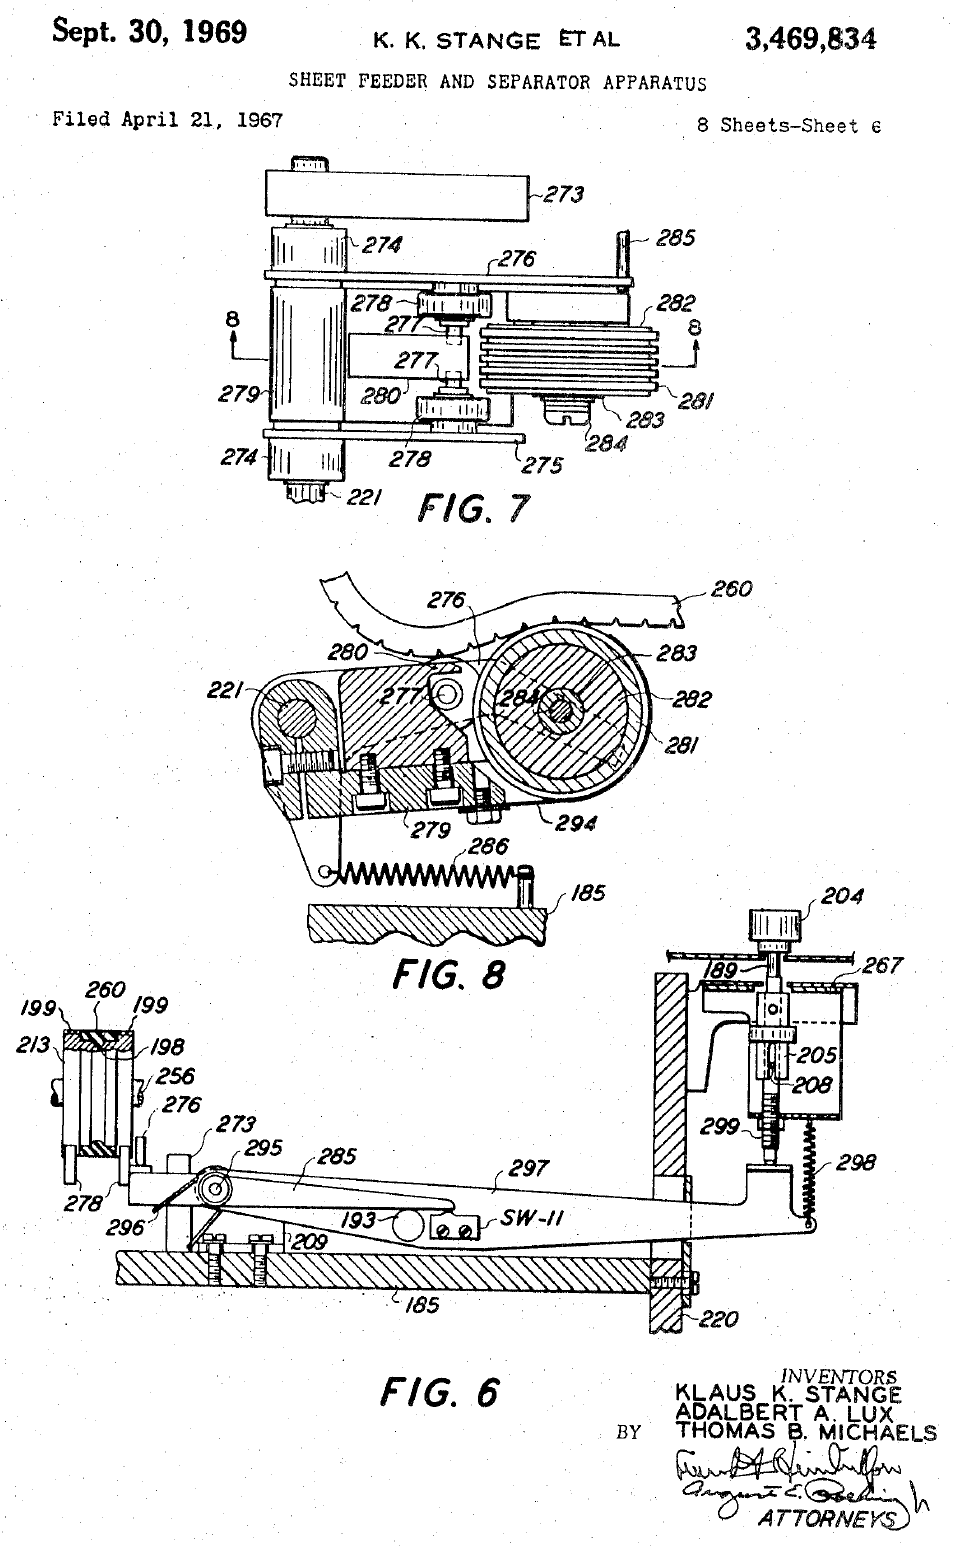 Sept. 30, 1969 K. K. STANGE ET AL 3,469,834
SHEET FEEDER AND SEPARATOR APPARATUS
Filed April 21, 1967 8 Sheets-Sheet 6
273
274
285
276
278
282
277
8 8
277
279 280 281
283
284
274 278 275
221
FIG. 7
260
276
280 283
221 277 284 282
281
294
279
286
185
204
FIG. 8
189 267
260
199 199
213 198 205
256 208
276 299
273
295 285 297 298
278
296 193 SW-11
209
185 220
FIG. 6
INVENTORS
KLAUS K. STANGE
ADALBERT A. LUX
BY THOMAS B. MICHAELS
ATTORNEYS